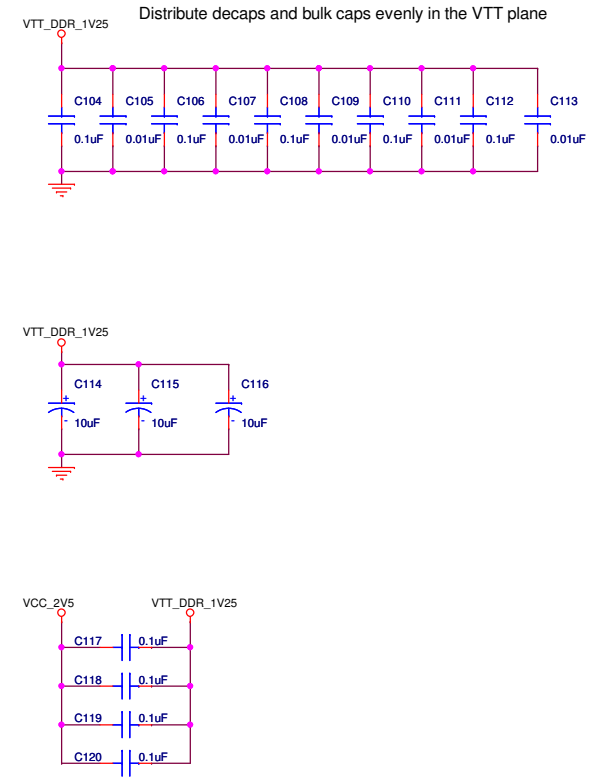 Distribute decaps and bulk caps evenly in the VTT plane
VTT_DDR_1V25
C104 C105 C106 C107 C108 C109 C110 C111 C112 C113
0.1uF 0.01uF 0.1uF 0.01uF 0.1uF 0.01uF 0.1uF 0.01uF 0.1uF 0.01uF
VTT_DDR_1V25
C114 C115 C116
+ + +
- 10uF - 10uF - 10uF
VCC_2V5 VTT_DDR_1V25
C117 0.1uF
C118 0.1uF
C119 0.1uF
C120 0.1uF